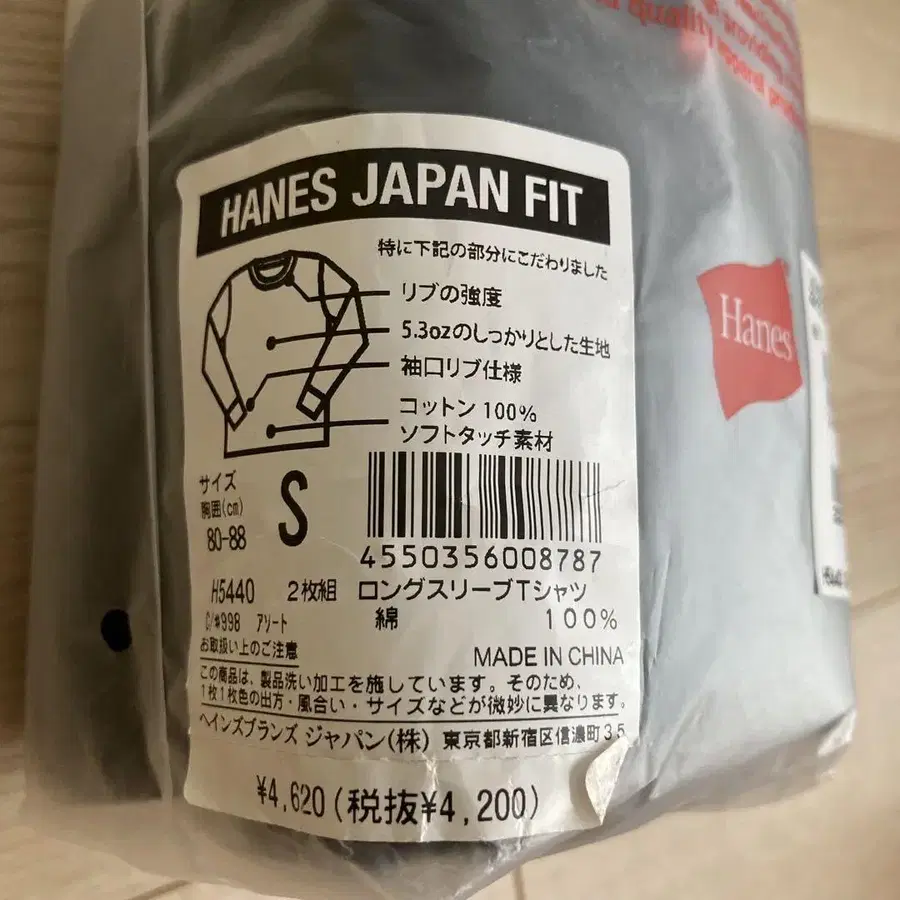 quality
providing
apparel
HANES JAPAN FIT
特に下記の部分にこだわりました
リブの強度
5.3ozのしっかりとした生地
袖口リブ仕様
コットン100%
ソフトタッチ素材
Hanes
サイズ
胸囲(cm)
80-88
S
4550356008787
H5440 2枚組 ロングスリーブTシャツ
C/#998 アソート 綿 100%
お取扱い上のご注意
MADE IN CHINA
この商品は、製品洗い加工を施しています。そのため、
1枚1枚色の出方・風合い・サイズなどが微妙に異なります。
ヘインズブランズ ジャパン(株) 東京都新宿区信濃町35
¥4,620(税抜¥4,200)